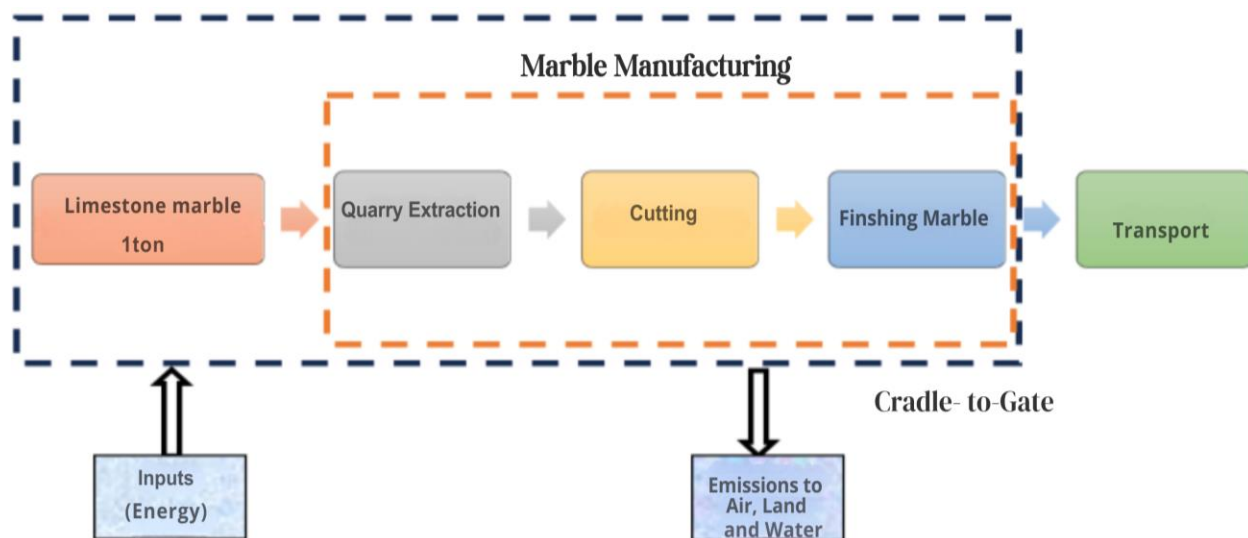 Marble Manufacturing
Limestone marble
1ton
Quarry Extraction
Cutting
Finshing Marble
Transport
Cradle- to-Gate
Inputs
(Energy)
Emissions to
Air, Land
and Water